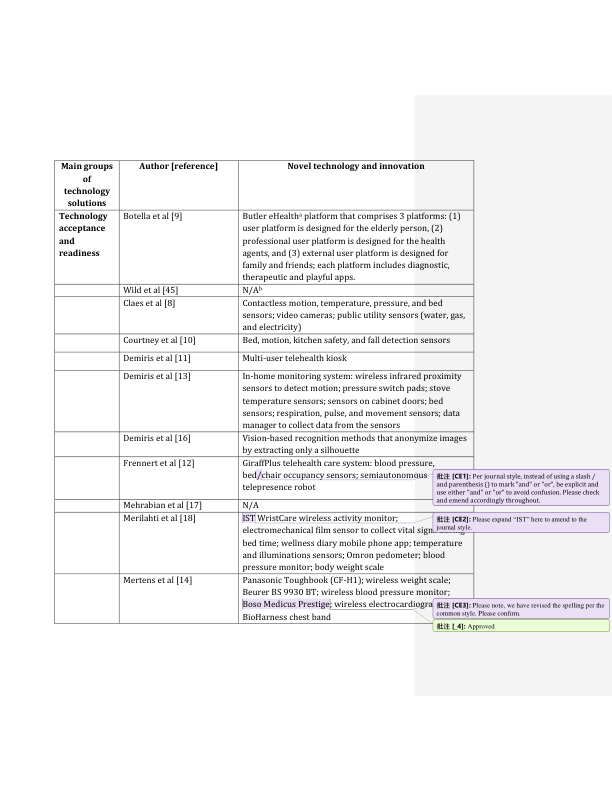 Main groups
of
technology
solutions
Author [reference]
Novel technology and innovation
Technology
acceptance
and
readiness
Botella et al [9]
Butler eHealthᵃ platform that comprises 3 platforms: (1)
user platform is designed for the elderly person, (2)
professional user platform is designed for the health
agents, and (3) external user platform is designed for
family and friends; each platform includes diagnostic,
therapeutic and playful apps.
Wild et al [45]
N/Aᵇ
Claes et al [8]
Contactless motion, temperature, pressure, and bed
sensors; video cameras; public utility sensors (water, gas,
and electricity)
Courtney et al [10]
Bed, motion, kitchen safety, and fall detection sensors
Demiris et al [11]
Multi-user telehealth kiosk
Demiris et al [13]
In-home monitoring system: wireless infrared proximity
sensors to detect motion; pressure switch pads; stove
temperature sensors; sensors on cabinet doors; bed
sensors; respiration, pulse, and movement sensors; data
manager to collect data from the sensors
Demiris et al [16]
Vision-based recognition methods that anonymize images
by extracting only a silhouette
Frennert et al [12]
GiraffPlus telehealth care system: blood pressure,
bed/chair occupancy sensors; semiautonomous
telepresence robot
Mehrabian et al [17]
N/A
Merilahti et al [18]
IST WristCare wireless activity monitor;
electromechanical film sensor to collect vital
bed time; wellness diary mobile phone app; temperature
and illuminations sensors; Omron pedometer; blood
pressure monitor; body weight scale
Mertens et al [14]
Panasonic Toughbook (CF-H1); wireless weight scale;
Beurer BS 9930 BT; wireless blood pressure monitor;
Boso Medicus Prestige; wireless
BioHarness chest band
批注 [CE1]: Per journal style, instead of using a slash /
and parenthesis () to mark "and" or "or", be explicit and
use either "and" or "or" to avoid confusion. Please check
and emend accordingly throughout.
批注 [CE2]: Please expand "IST" here to amend to the
journal style.
批注 [CE3]: Please note, we have revised the spelling per the
common style. Please confirm.
批注 [_4]: Approved